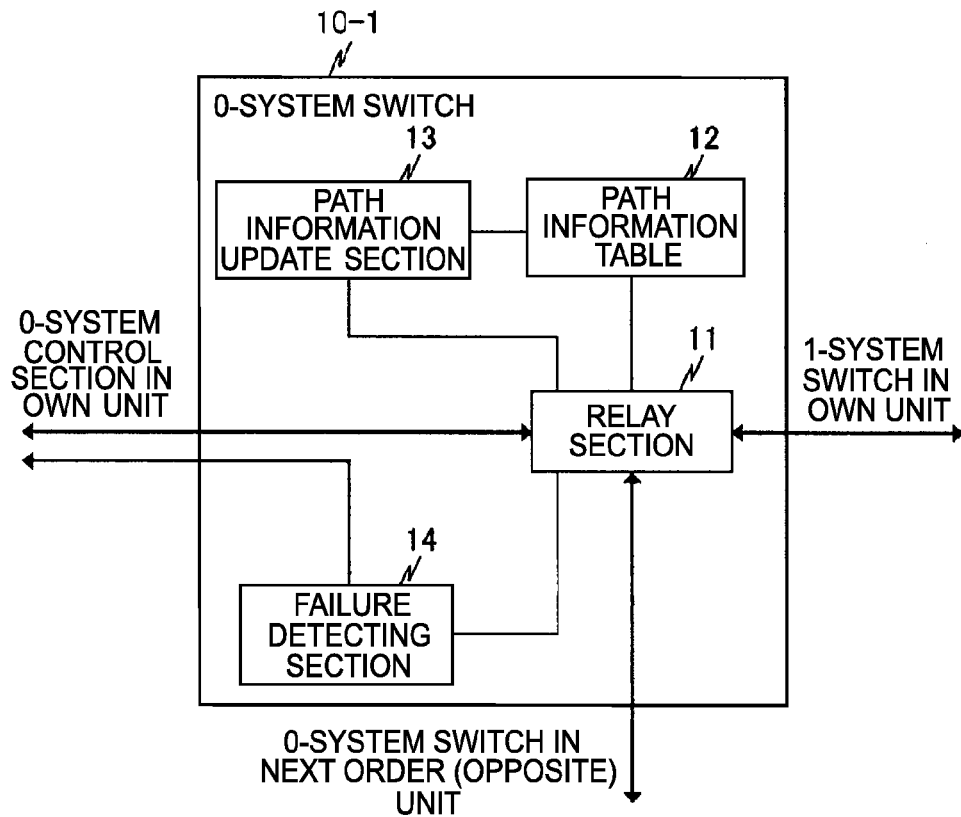 10-1
0-SYSTEM SWITCH
13
PATH
INFORMATION
UPDATE SECTION
12
PATH
INFORMATION
TABLE
0-SYSTEM
CONTROL
SECTION IN
OWN UNIT
11
RELAY
SECTION
1-SYSTEM
SWITCH IN
OWN UNIT
14
FAILURE
DETECTING
SECTION
0-SYSTEM SWITCH IN
NEXT ORDER (OPPOSITE)
UNIT